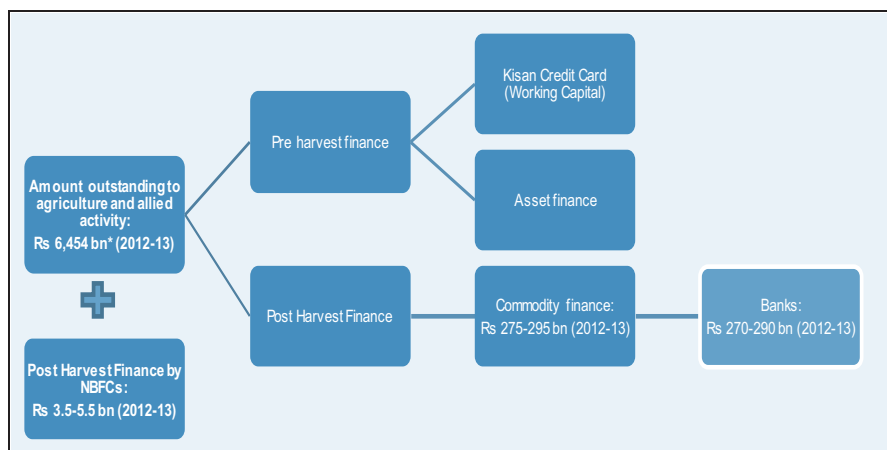 Amount outstanding to
agriculture and allied
activity:
Rs 6,454 bn* (2012-13)
Post Harvest Finance by
NBFCs:
Rs 3.5-5.5 bn (2012-13)
Pre harvest finance
Post Harvest Finance
Kisan Credit Card
(Working Capital)
Asset finance
Commodity finance:
Rs 275-295 bn (2012-13)
Banks:
Rs 270-290 bn (2012-13)